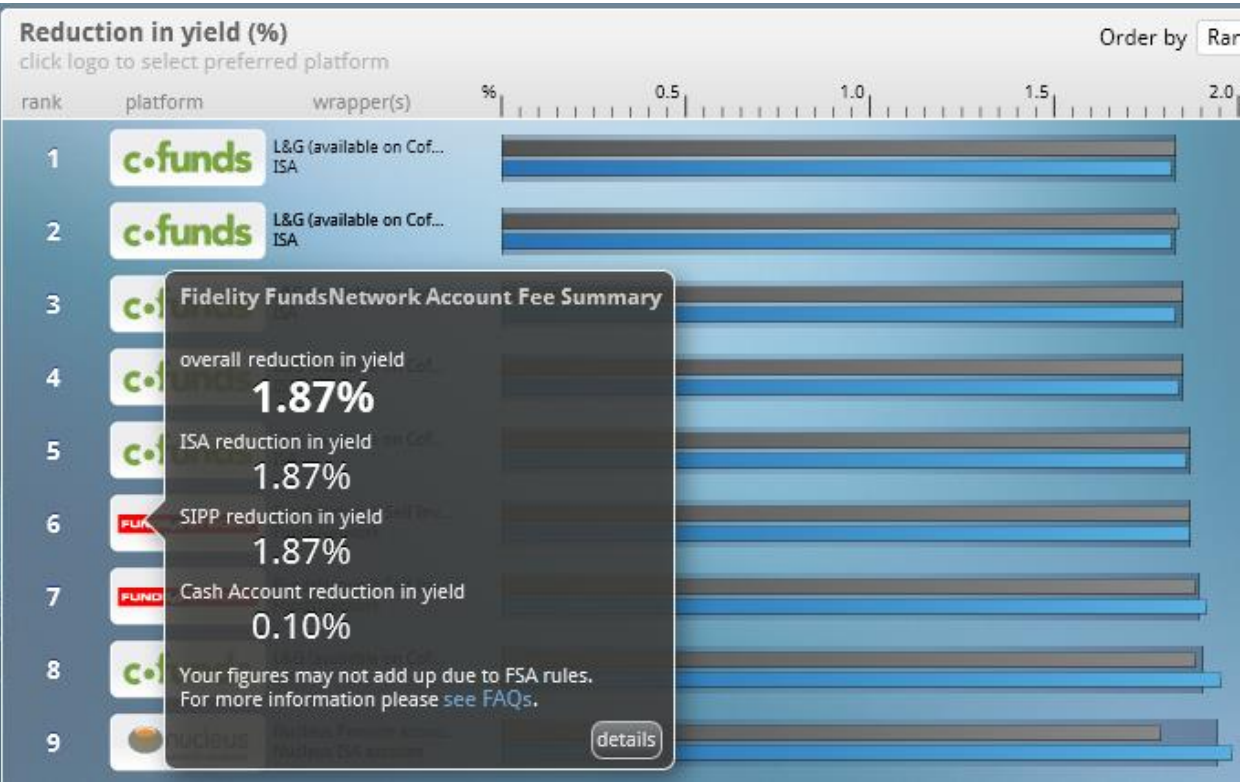 Reduction in yield (%)
Order by Ran
click logo to select preferred platform
rank platform wrapper(s) % 0.5 1.0 1.5 2.0
1 c•funds L&G (available on Cof...
ISA
2 c•funds L&G (available on Cof...
ISA
3
4
5
6
7
8
9 nucleus
Fidelity FundsNetwork Account Fee Summary
overall reduction in yield
1.87%
ISA reduction in yield
1.87%
SIPP reduction in yield
1.87%
Cash Account reduction in yield
0.10%
Your figures may not add up due to FSA rules.
For more information please see FAQs.
details